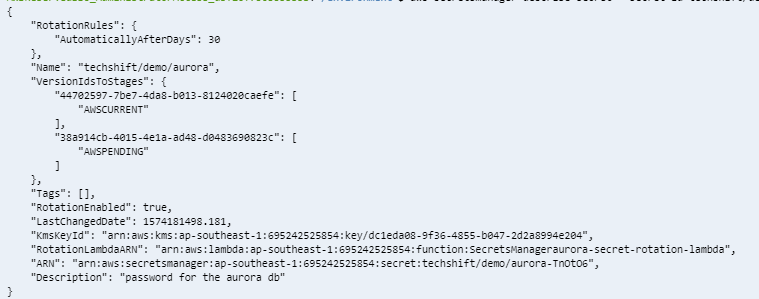 {
    "RotationRules": {
        "AutomaticallyAfterDays": 30
    },
    "Name": "techshift/demo/aurora",
    "VersionIdsToStages": {
        "44702597-7be7-4da8-b013-8124020caefe": [
            "AWSCURRENT"
        ],
        "38a914cb-4015-4e1a-ad48-d0483690823c": [
            "AWSPENDING"
        ]
    },
    "Tags": [],
    "RotationEnabled": true,
    "LastChangedDate": 1574181498.181,
    "KmsKeyId": "arn:aws:kms:ap-southeast-1:695242525854:key/dc1eda08-9f36-4855-b047-2d2a8994e204",
    "RotationLambdaARN": "arn:aws:lambda:ap-southeast-1:695242525854:function:SecretsManageraurora-secret-rotation-lambda",
    "ARN": "arn:aws:secretsmanager:ap-southeast-1:695242525854:secret:techshift/demo/aurora-TnOtO6",
    "Description": "password for the aurora db"
}